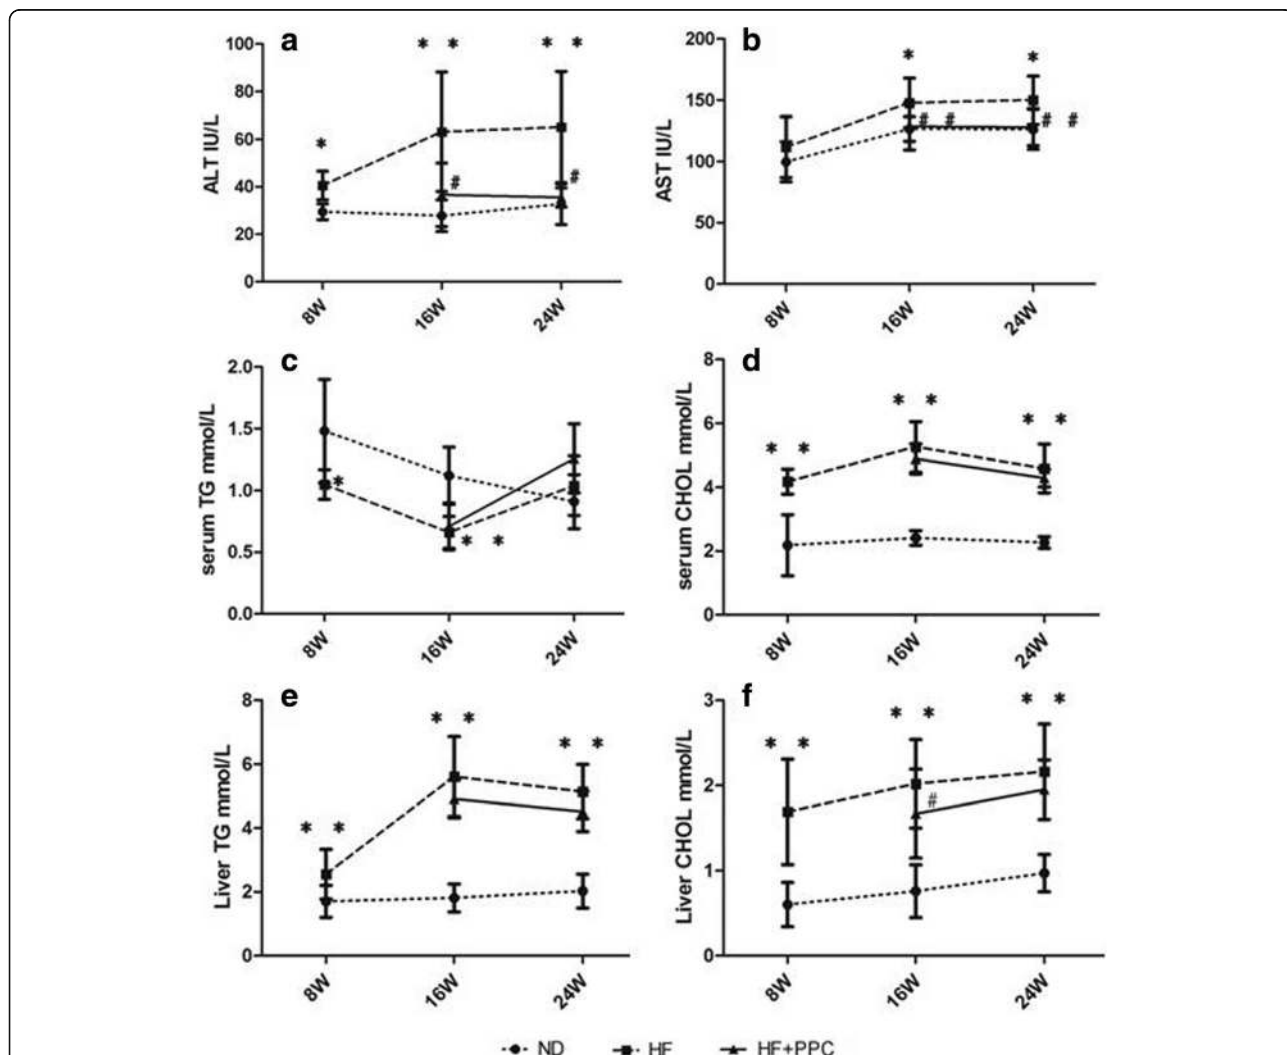 a
ALT IU/L
100
80
60
40
20
0
* *
* *
*
#
#
8W
16W
24W
b
AST IU/L
200
150
100
50
0
*
*
# #
# #
8W
16W
24W
c
serum TG mmol/L
2.0
1.5
1.0
0.5
0.0
*
* *
8W
16W
24W
d
serum CHOL mmol/L
8
6
4
2
0
* *
* *
* *
8W
16W
24W
e
Liver TG mmol/L
8
6
4
2
0
* *
* *
* *
8W
16W
24W
f
Liver CHOL mmol/L
3
2
1
0
* *
* *
* *
#
8W
16W
24W
ND HF HF+PPC